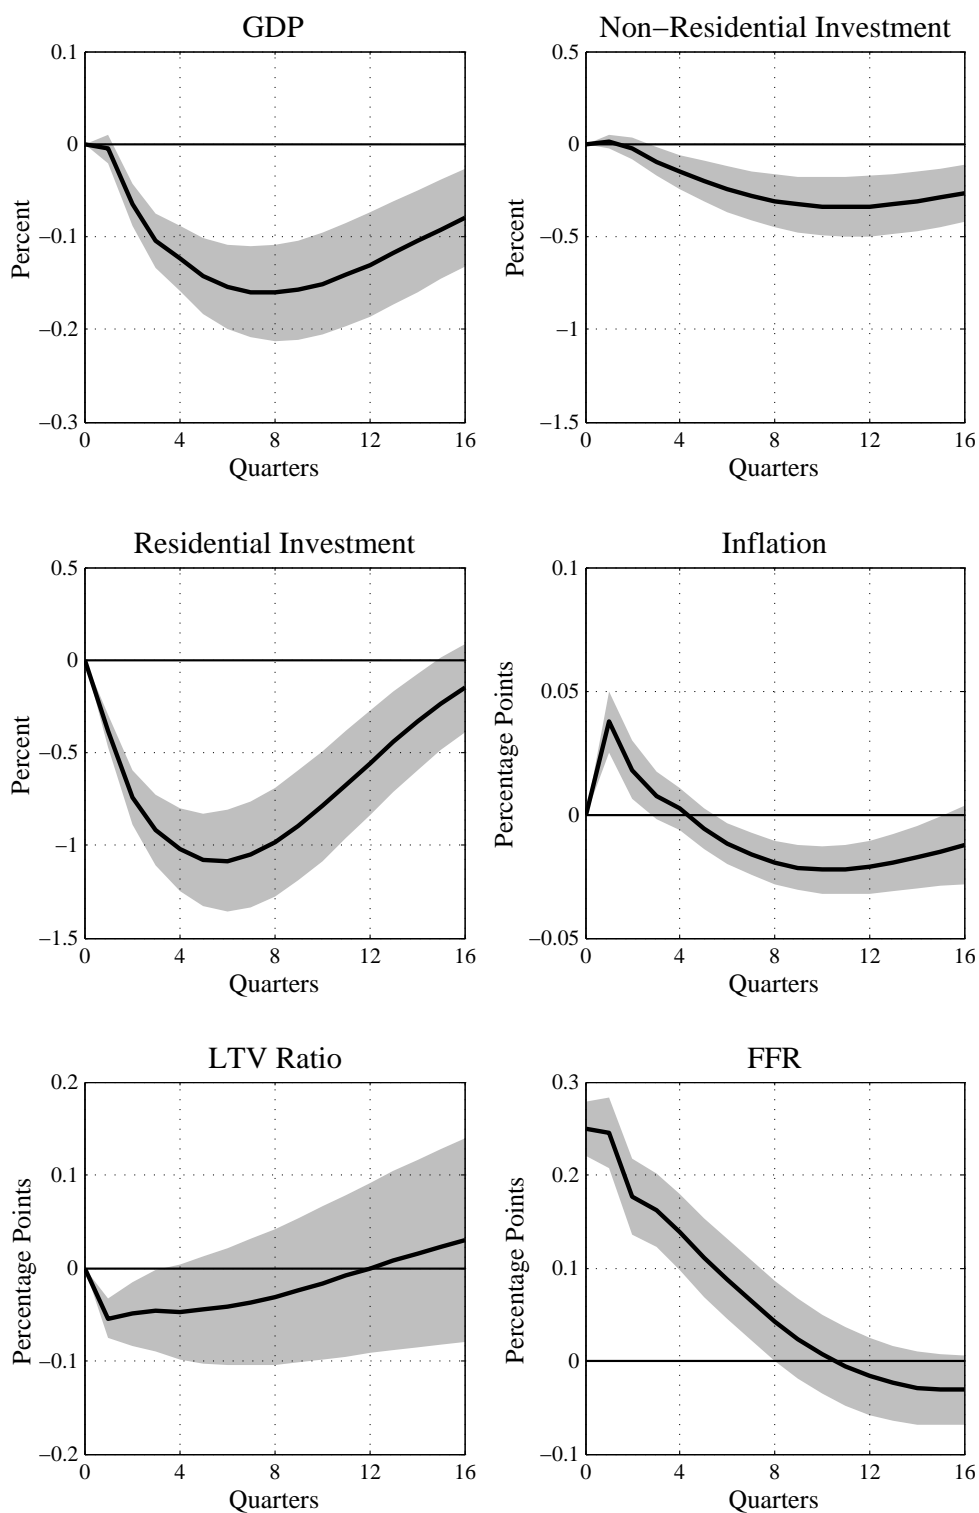 GDP
0.1
0
−0.1
−0.2
−0.3
Percent
0 4 8 12 16
Quarters
Non−Residential Investment
0.5
0
−0.5
−1
−1.5
Percent
0 4 8 12 16
Quarters
Residential Investment
0.5
0
−0.5
−1
−1.5
Percent
0 4 8 12 16
Quarters
Inflation
0.1
0.05
0
−0.05
Percentage Points
0 4 8 12 16
Quarters
LTV Ratio
0.2
0.1
0
−0.1
−0.2
Percentage Points
0 4 8 12 16
Quarters
FFR
0.3
0.2
0.1
0
−0.1
Percentage Points
0 4 8 12 16
Quarters